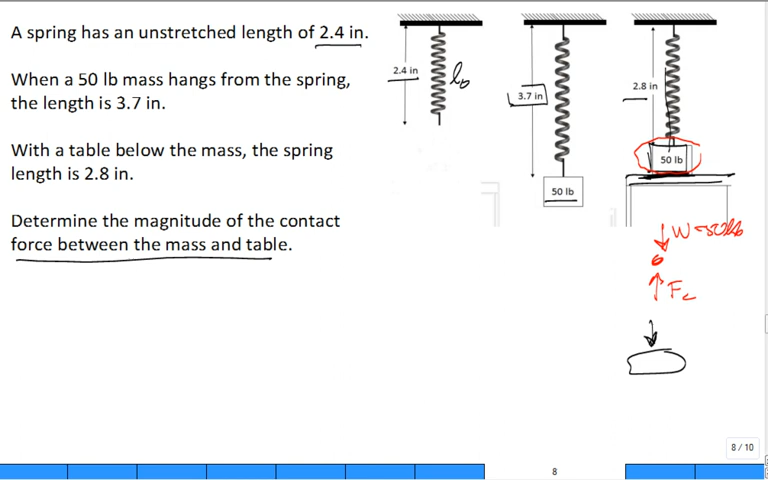 A spring has an unstretched length of 2.4 in.
When a 50 lb mass hangs from the spring,
the length is 3.7 in.
With a table below the mass, the spring
length is 2.8 in.
Determine the magnitude of the contact
force between the mass and table.
2.4 in
l₀
3.7 in
50 lb
2.8 in
50 lb
W = 50 lb
Fc
8 / 10
8